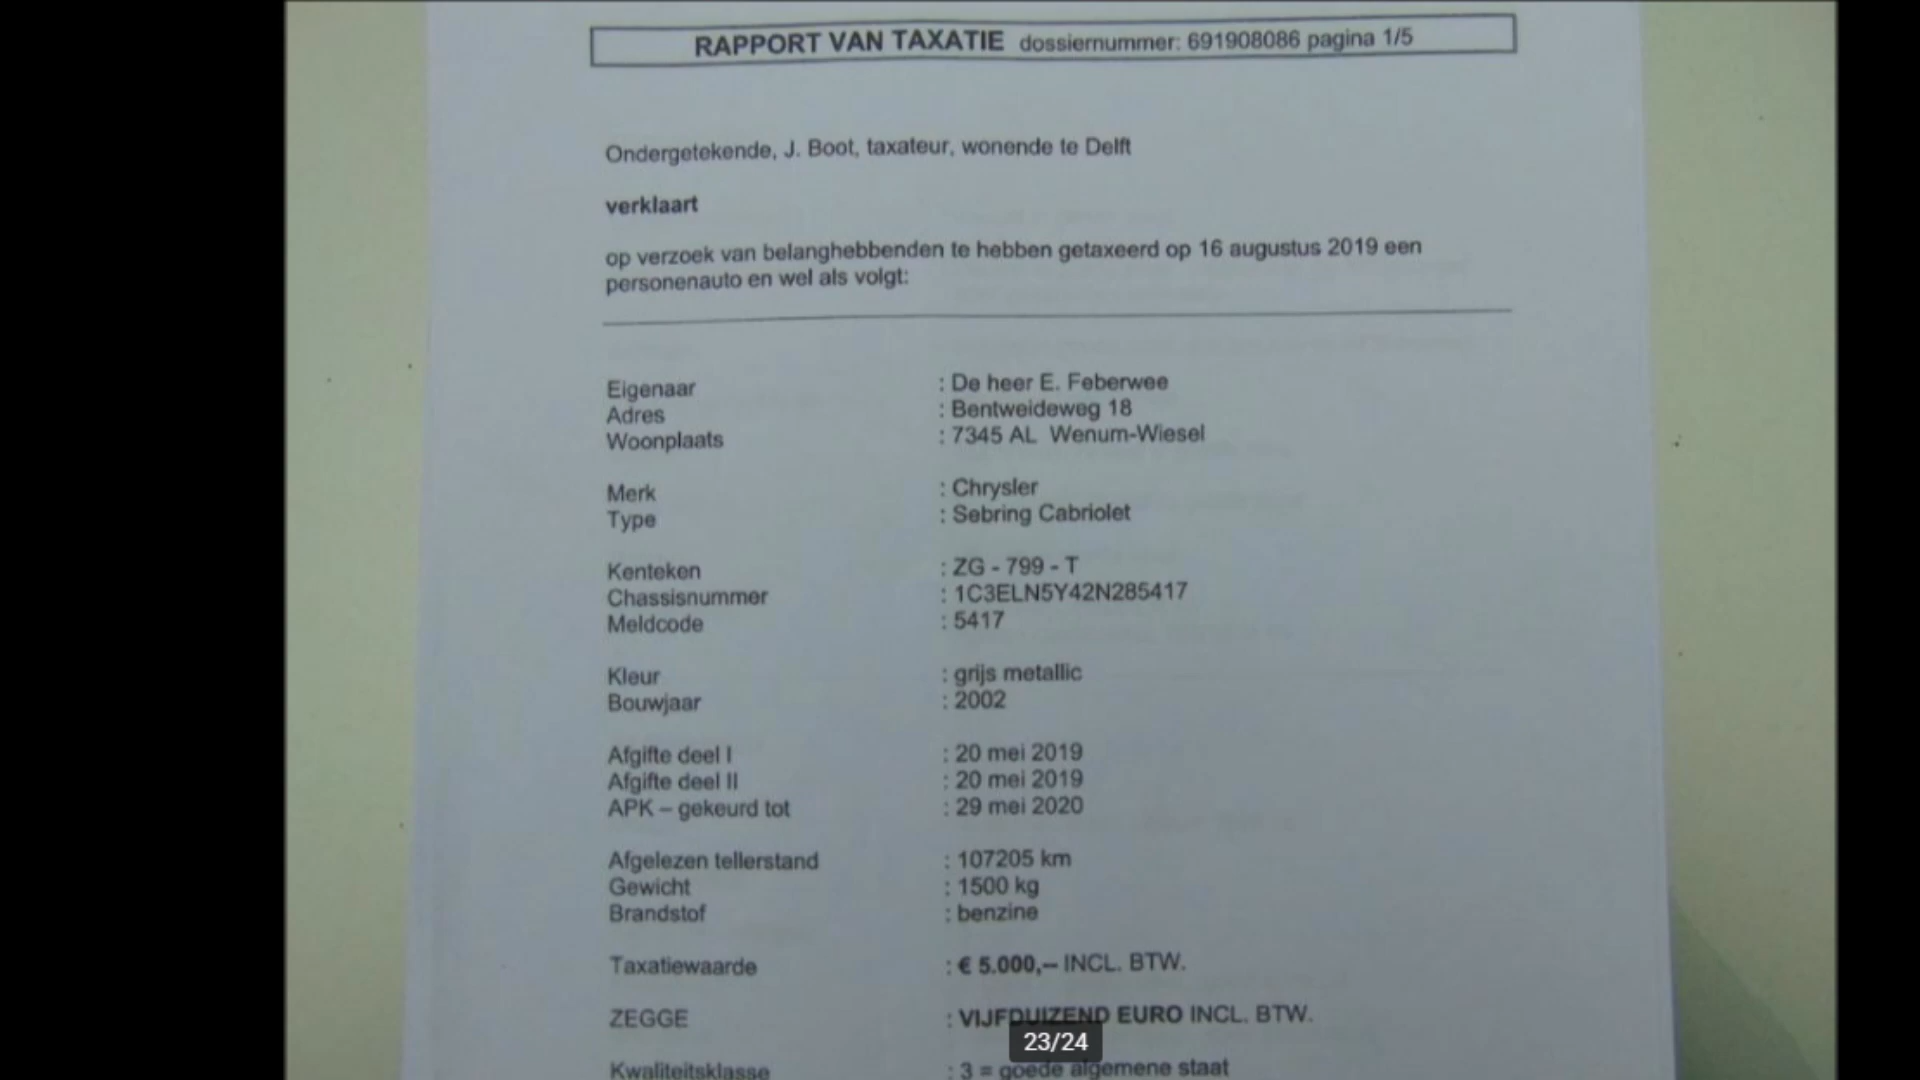 RAPPORT VAN TAXATIE dossiernummer: 691908086 pagina 1/5
Ondergetekende, J. Boot, taxateur, wonende te Delft
verklaart
op verzoek van belanghebbenden te hebben getaxeerd op 16 augustus 2019 een
personenauto en wel als volgt:
Eigenaar : De heer E. Feberwee
Adres : Bentweideweg 18
Woonplaats : 7345 AL Wenum-Wiesel
Merk : Chrysler
Type : Sebring Cabriolet
Kenteken : ZG - 799 - T
Chassisnummer : 1C3ELN5Y42N285417
Meldcode : 5417
Kleur : grijs metallic
Bouwjaar : 2002
Afgifte deel I : 20 mei 2019
Afgifte deel II : 20 mei 2019
APK – gekeurd tot : 29 mei 2020
Afgelezen tellerstand : 107205 km
Gewicht : 1500 kg
Brandstof : benzine
Taxatiewaarde : € 5.000,-- INCL. BTW.
ZEGGE : VIJFDUIZEND EURO INCL. BTW.
23/24
Kwaliteitsklasse : 3 = goede algemene staat